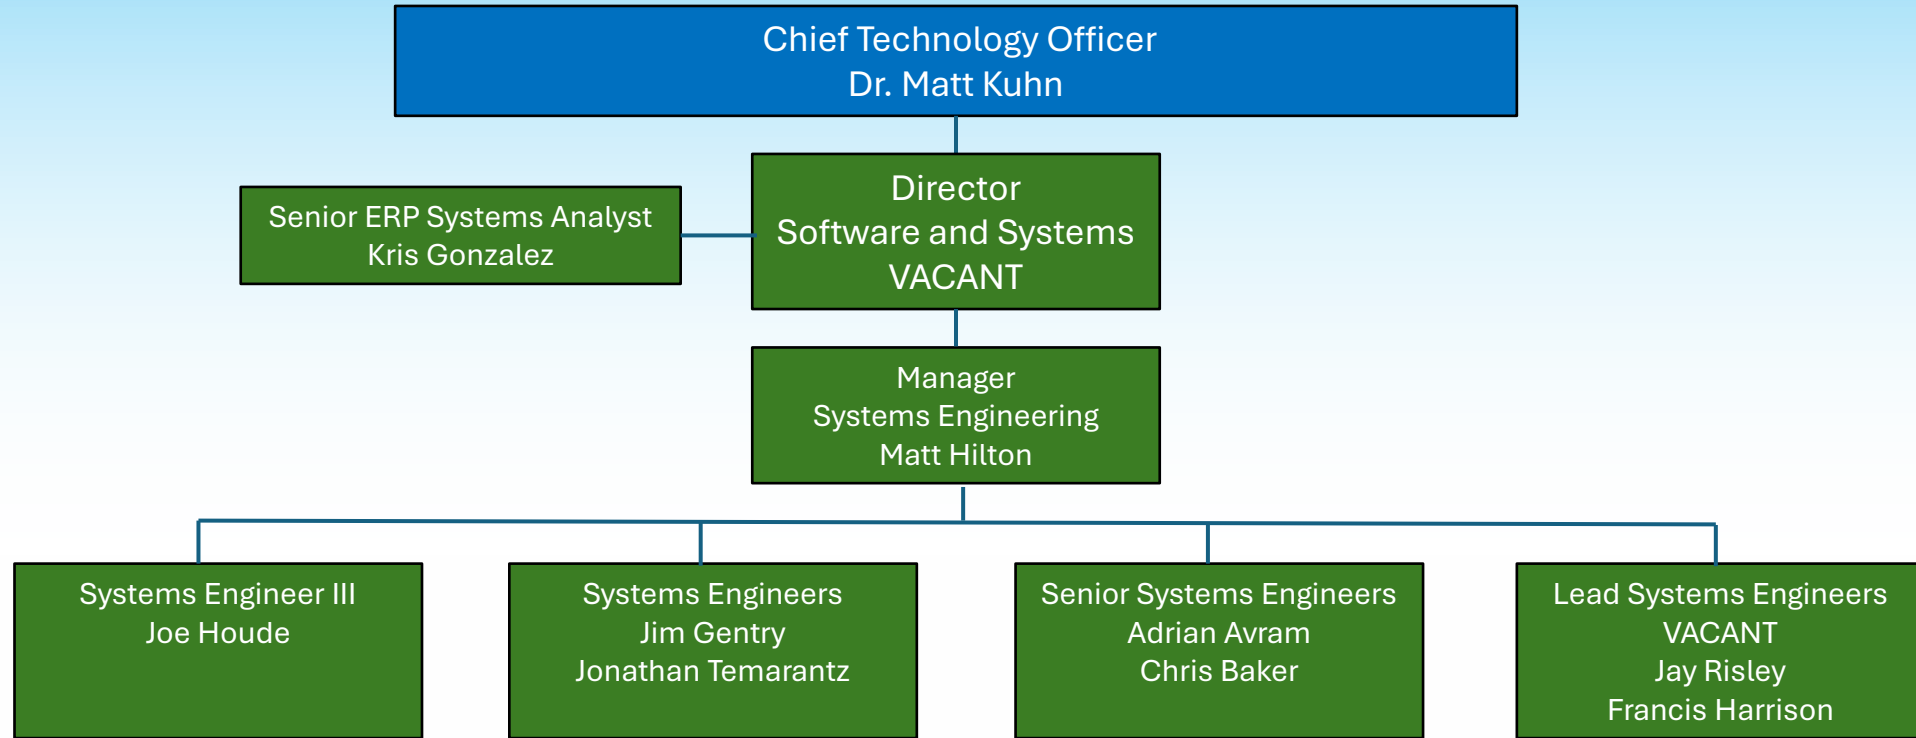 Chief Technology Officer
Dr. Matt Kuhn
Director
Software and Systems
VACANT
Senior ERP Systems Analyst
Kris Gonzalez
Manager
Systems Engineering
Matt Hilton
Systems Engineer III
Joe Houde
Systems Engineers
Jim Gentry
Jonathan Temarantz
Senior Systems Engineers
Adrian Avram
Chris Baker
Lead Systems Engineers
VACANT
Jay Risley
Francis Harrison